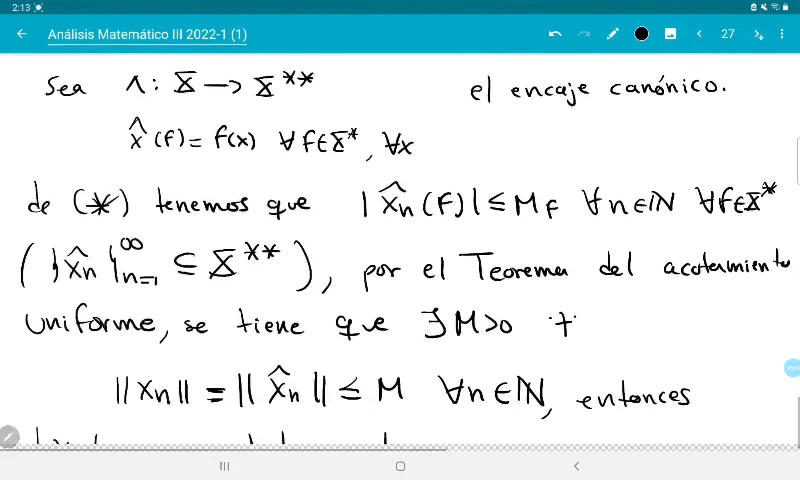 2:13
Análisis Matemático III 2022-1 (1)
27
Sea ∧: X → X** el encaje canónico.
x̂(f) = f(x) ∀f∈X*, ∀x
de (*) tenemos que |x̂n(f)| ≤ Mf ∀n∈ℕ ∀f∈X*
({x̂n}_{n=1}^∞ ⊆ X**), por el Teorema del acotamiento
uniforme, se tiene que ∃M>0 t
||xn|| = ||x̂n|| ≤ M ∀n∈ℕ, entonces